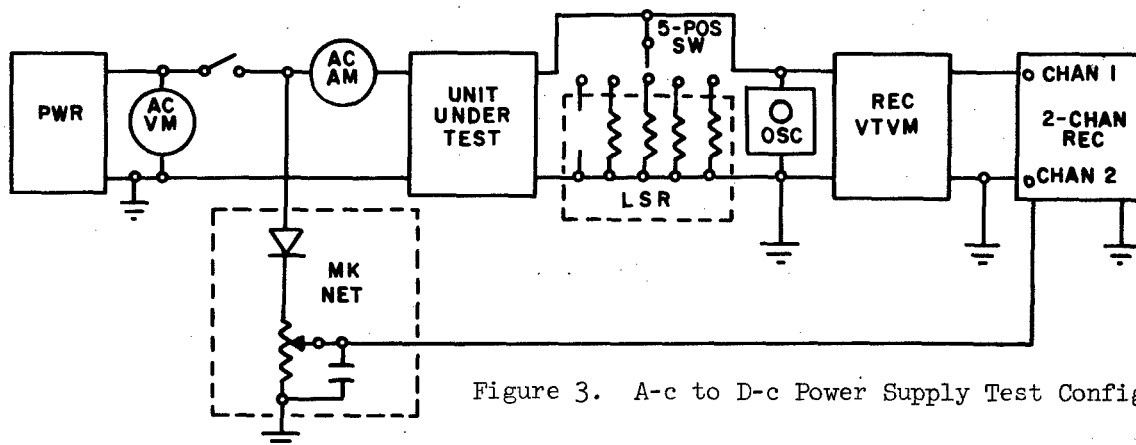 PWR
AC
VM
AC
AM
UNIT
UNDER
TEST
5-POS
SW
LSR
OSC
REC
VTVM
CHAN 1
2-CHAN
REC
CHAN 2
MK
NET
Figure 3. A-c to D-c Power Supply Test Config